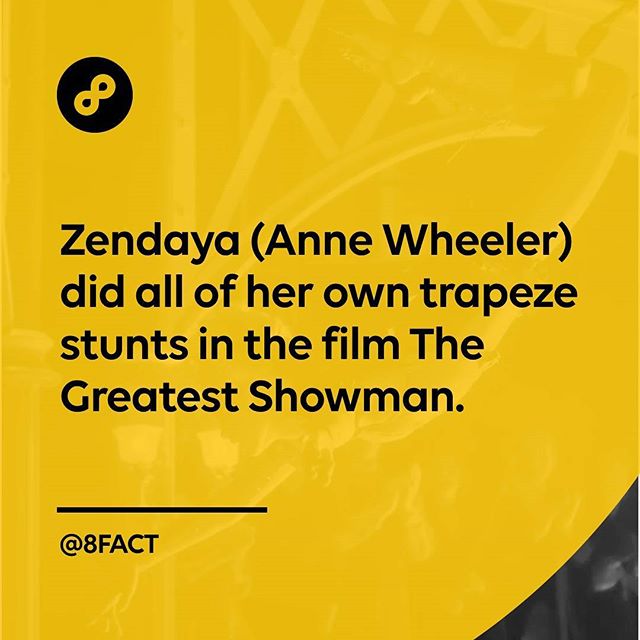 Zendaya (Anne Wheeler)
did all of her own trapeze
stunts in the film The
Greatest Showman.
@8FACT